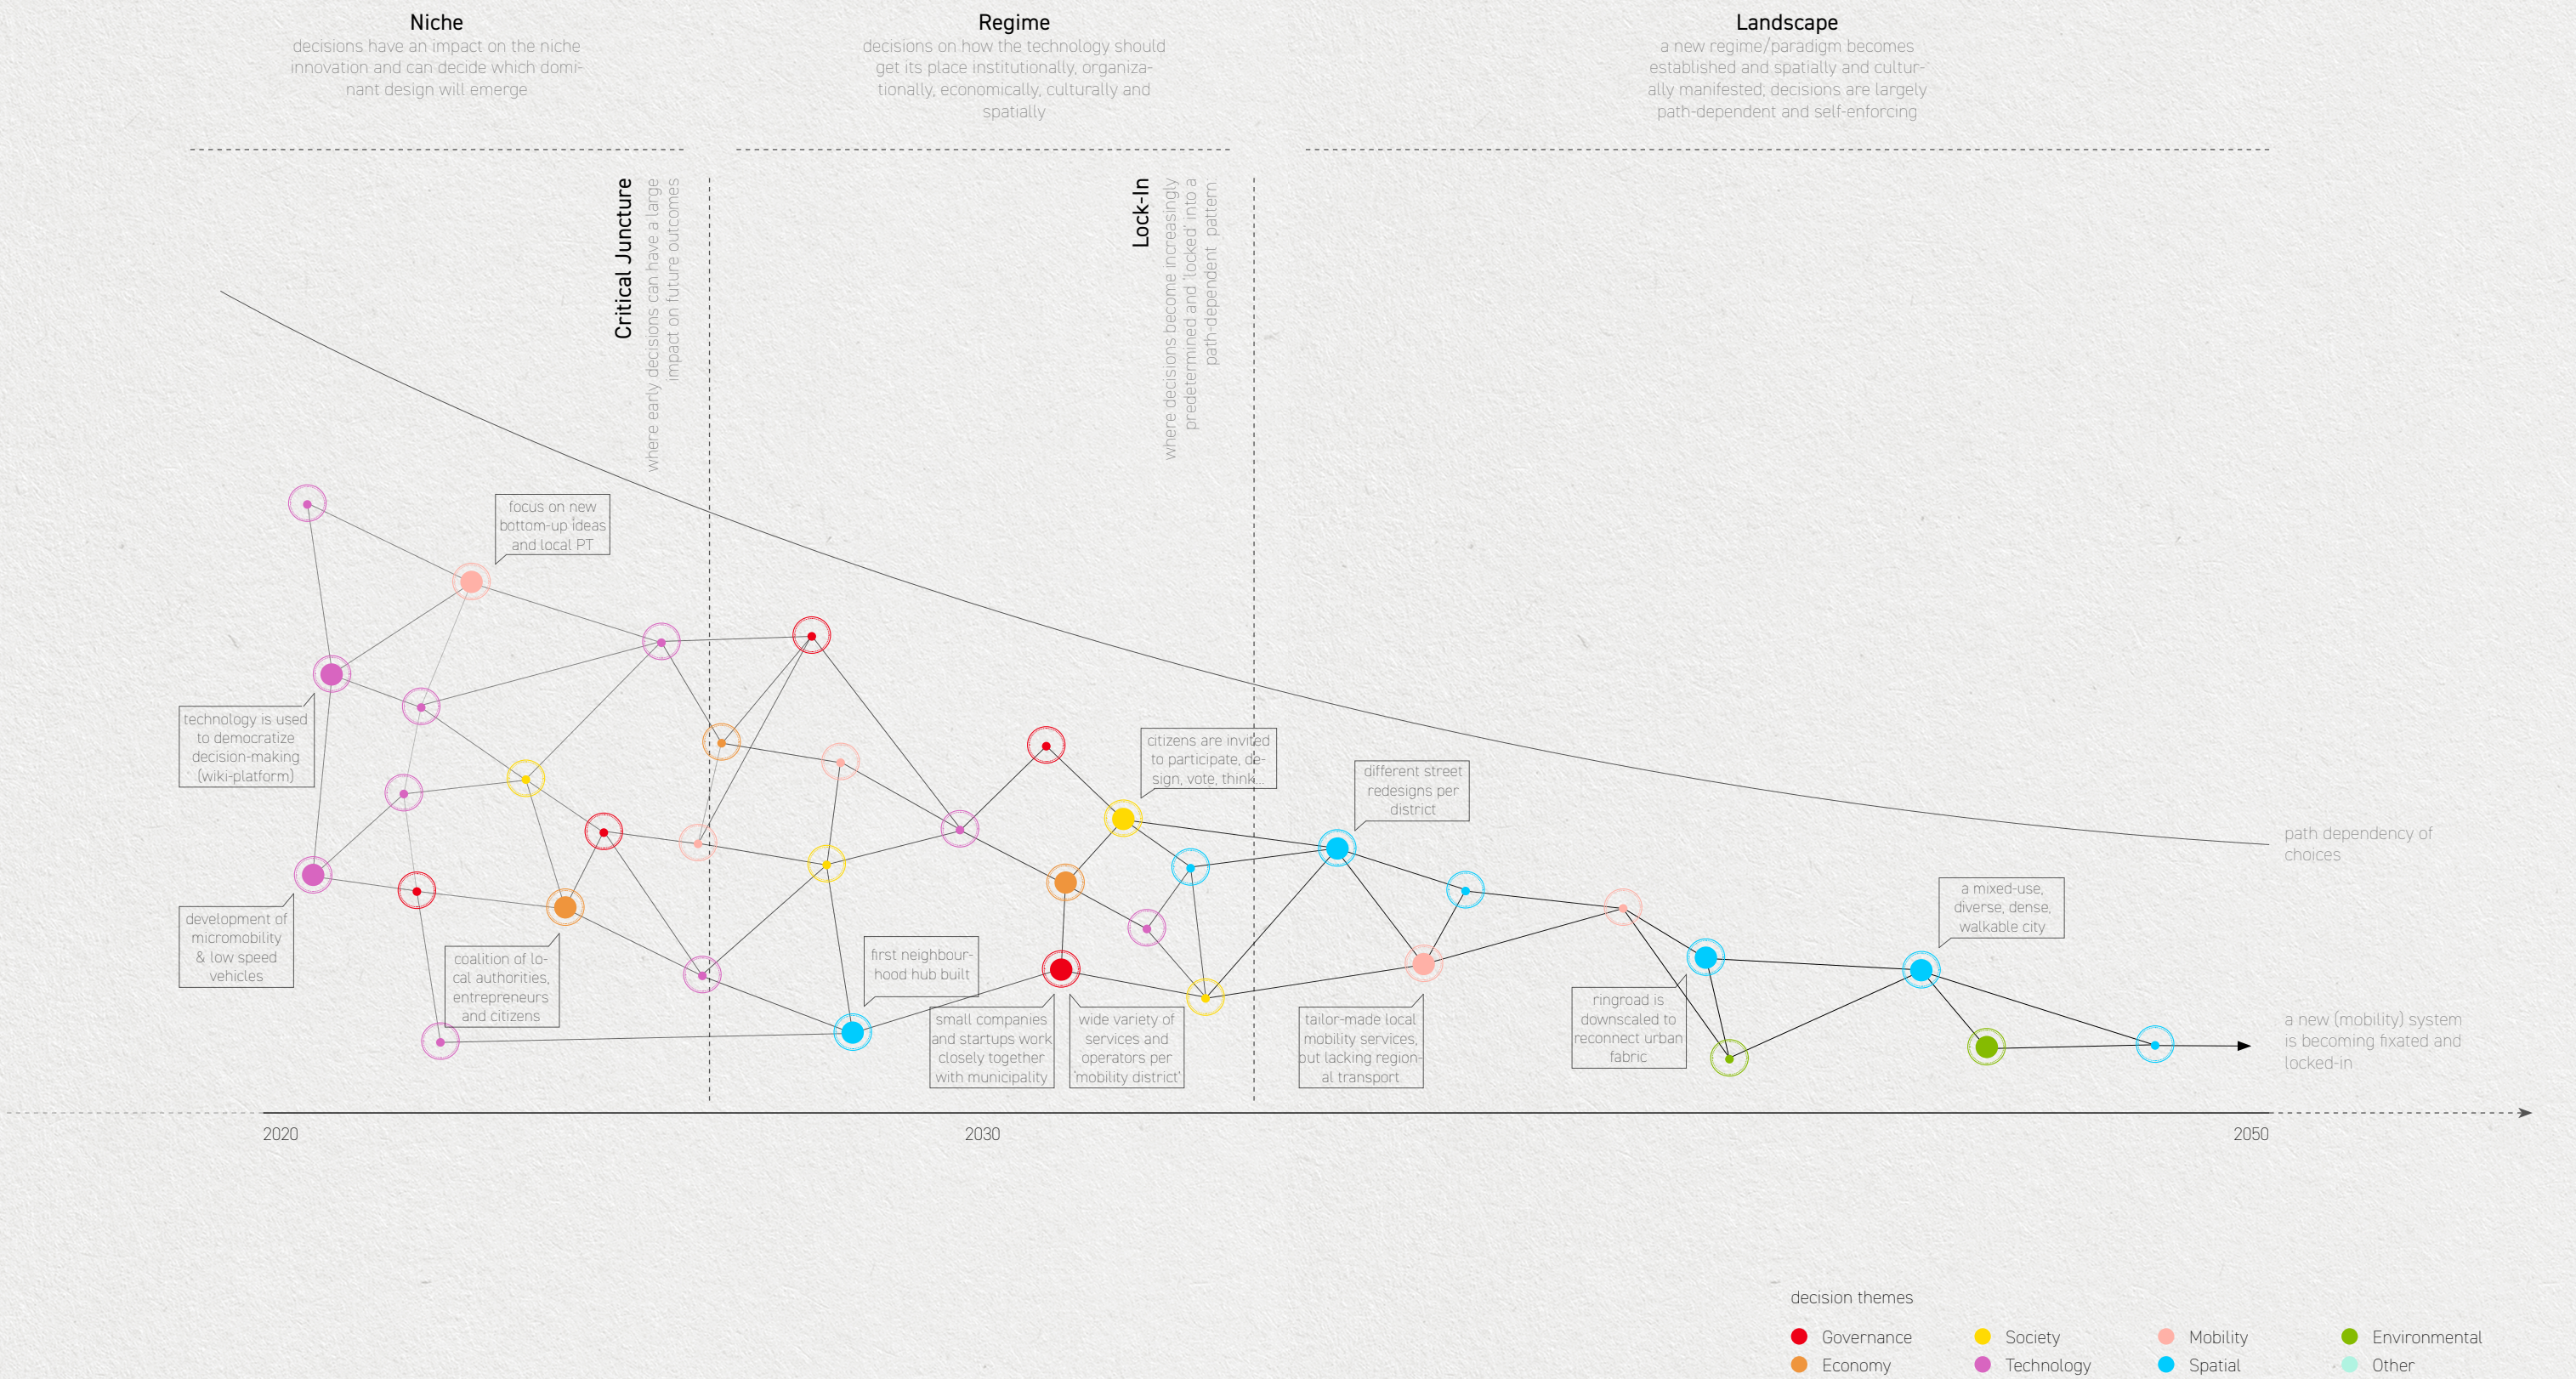 Niche
decisions have an impact on the niche
innovation and can decide which domi-
nant design will emerge
Regime
decisions on how the technology should
get its place institutionally, organiza-
tionally, economically, culturally and
spatially
Landscape
a new regime/paradigm becomes
established and spatially and cultur-
ally manifested; decisions are largely
path-dependent and self-enforcing
Critical Juncture
where early decisions can have a large
impact on future outcomes
Lock-In
where decisions become increasingly
predetermined and 'locked' into a
path-dependent pattern
focus on new
bottom-up ideas
and local PT
technology is used
to democratize
decision-making
(wiki-platform)
development of
micromobility
& low speed
vehicles
coalition of lo-
cal authorities,
entrepreneurs
and citizens
first neighbour-
hood hub built
small companies
and startups work
closely together
with municipality
wide variety of
services and
operators per
'mobility district'
citizens are invited
to participate, de-
sign, vote, think...
different street
redesigns per
district
tailor-made local
mobility services,
but lacking region-
al transport
ringroad is
downscaled to
reconnect urban
fabric
a mixed-use,
diverse, dense,
walkable city
path dependency of
choices
a new (mobility) system
is becoming fixated and
locked-in
2020
2030
2050
decision themes
Governance
Society
Mobility
Environmental
Economy
Technology
Spatial
Other